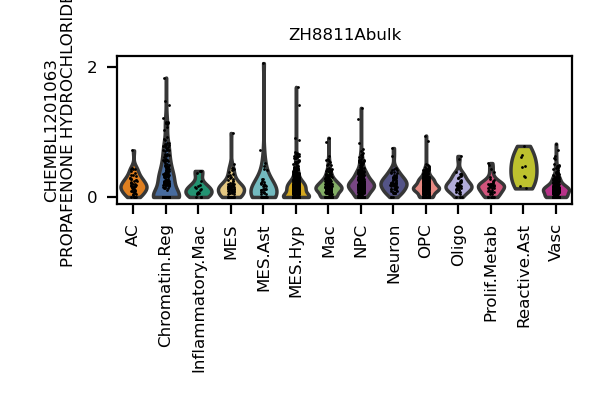 ZH8811Abulk
CHEMBL1201063
PROPAFENONE HYDROCHLORIDE
2
0
AC
Chromatin.Reg
Inflammatory.Mac
MES
MES.Ast
MES.Hyp
Mac
NPC
Neuron
OPC
Oligo
Prolif.Metab
Reactive.Ast
Vasc